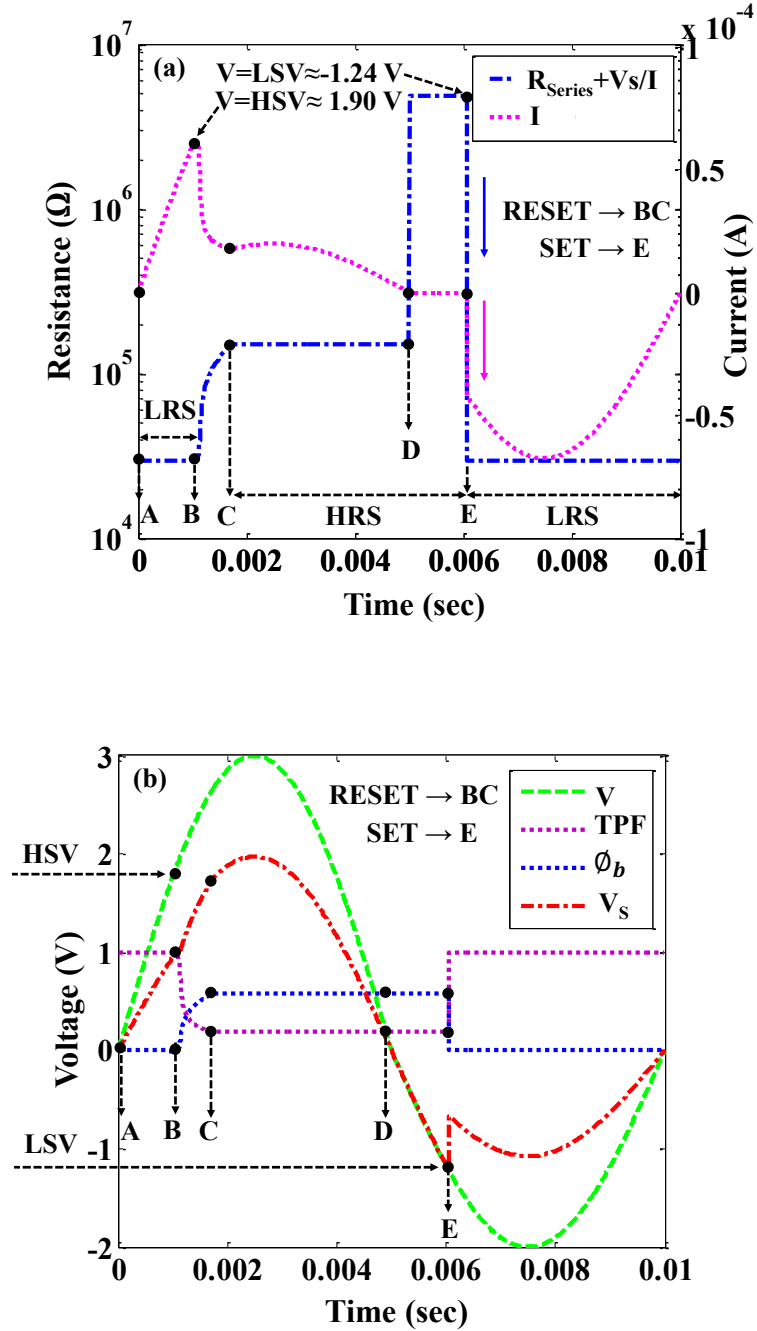 (a)
x 10^-4
10^7
1
V=LSV≈-1.24 V
V=HSV≈ 1.90 V
R_Series+Vs/I
I
0.5
10^6
RESET → BC
SET → E
Resistance (Ω)
Current (A)
0
10^5
LRS
D
-0.5
A
B
C
HRS
E
LRS
10^4
-1
0
0.002
0.004
0.006
0.008
0.01
Time (sec)
3
(b)
RESET → BC
SET → E
V
TPF
∅_b
V_S
HSV
2
1
Voltage (V)
0
A
B
C
D
LSV
-1
E
-2
0
0.002
0.004
0.006
0.008
0.01
Time (sec)